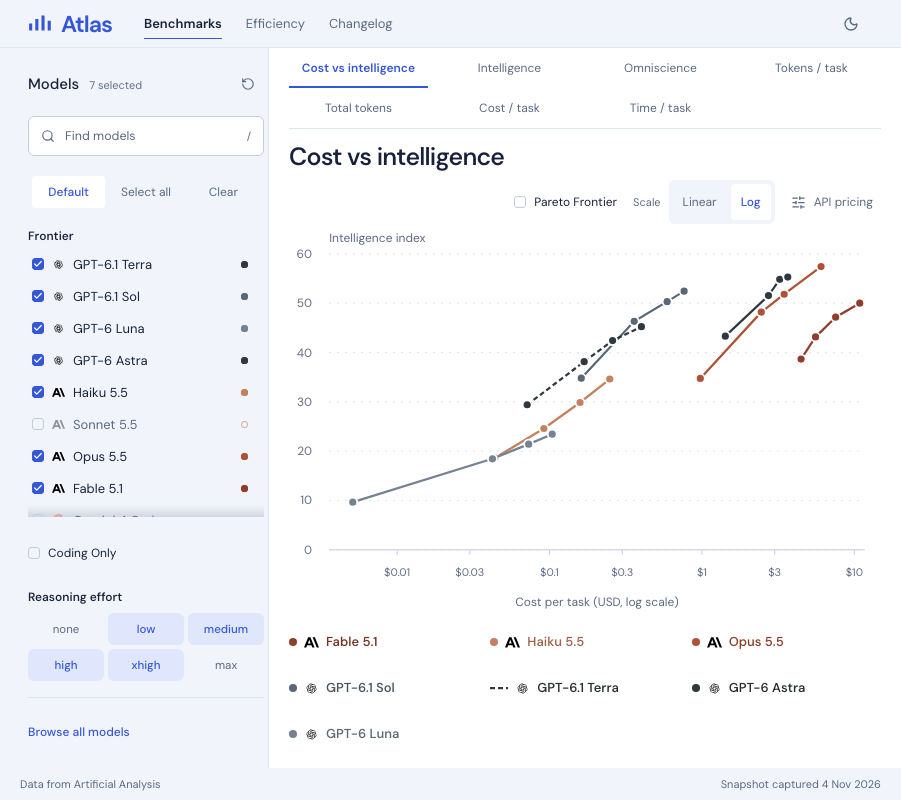 Atlas
Benchmarks
Efficiency
Changelog
Models 7 selected
Find models /
Default Select all Clear
Frontier
GPT-6.1 Terra
GPT-6.1 Sol
GPT-6 Luna
GPT-6 Astra
Haiku 5.5
Sonnet 5.5
Opus 5.5
Fable 5.1
Coding Only
Reasoning effort
none low medium
high xhigh max
Browse all models
Cost vs intelligence Intelligence Omniscience Tokens / task
Total tokens Cost / task Time / task
Cost vs intelligence
Pareto Frontier Scale Linear Log API pricing
Intelligence index
60
50
40
30
20
10
0
$0.01 $0.03 $0.1 $0.3 $1 $3 $10
Cost per task (USD, log scale)
Fable 5.1 Haiku 5.5 Opus 5.5
GPT-6.1 Sol GPT-6.1 Terra GPT-6 Astra
GPT-6 Luna
Data from Artificial Analysis
Snapshot captured 4 Nov 2026